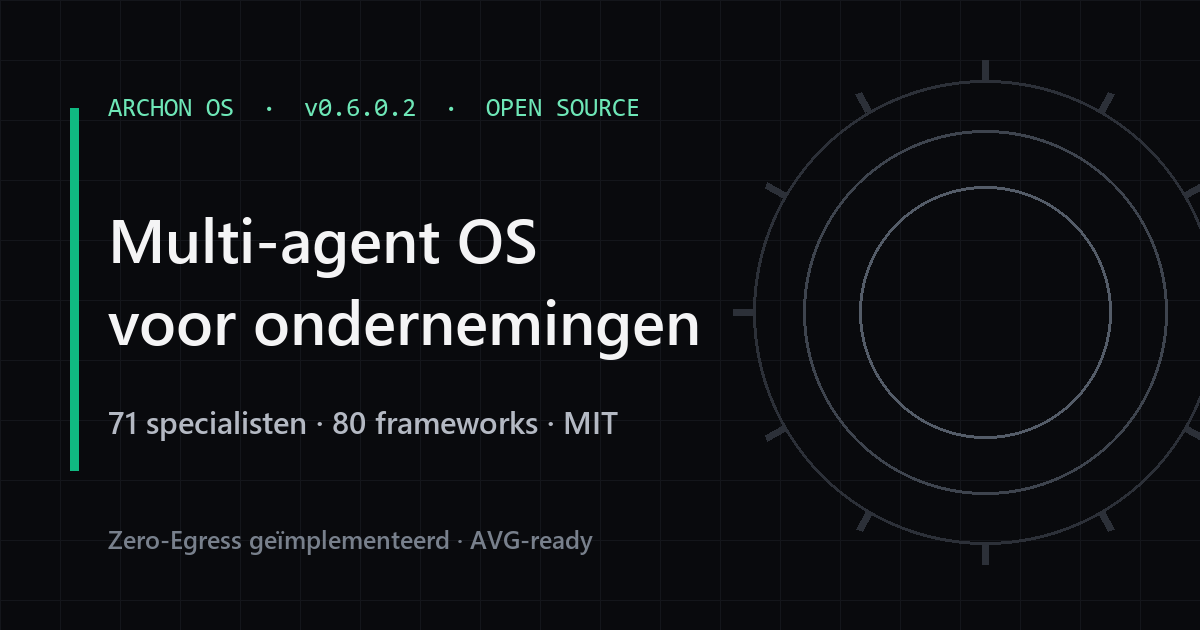 ARCHON OS · v0.6.0.2 · OPEN SOURCE
Multi-agent OS
voor ondernemingen
71 specialisten · 80 frameworks · MIT
Zero-Egress geïmplementeerd · AVG-ready